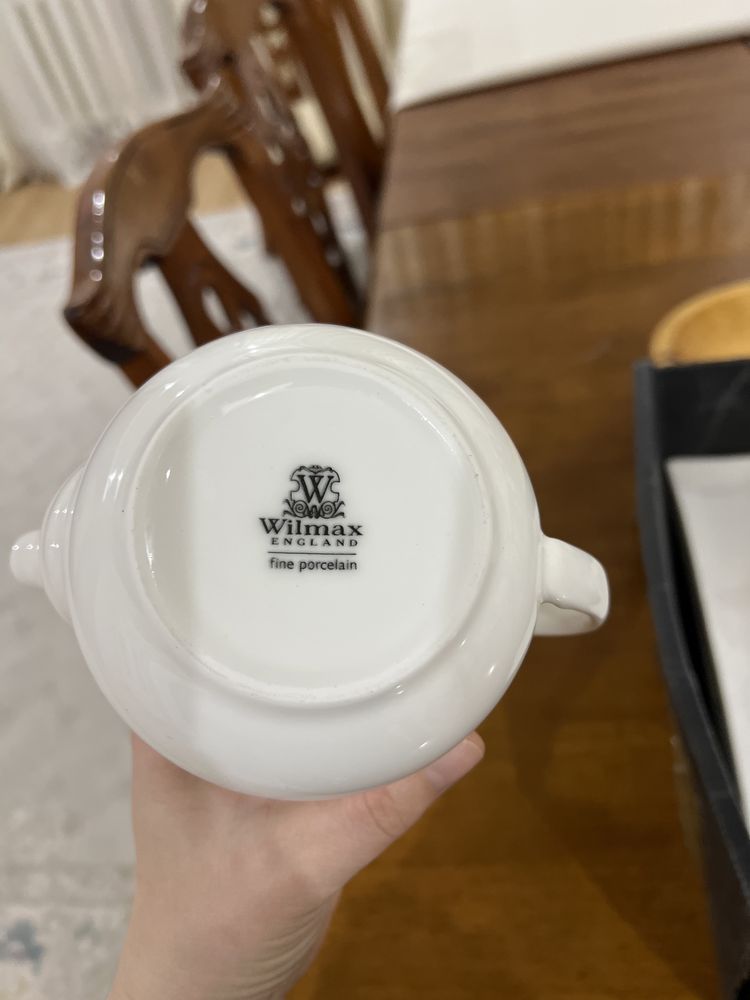 W
Wilmax
ENGLAND
fine porcelain